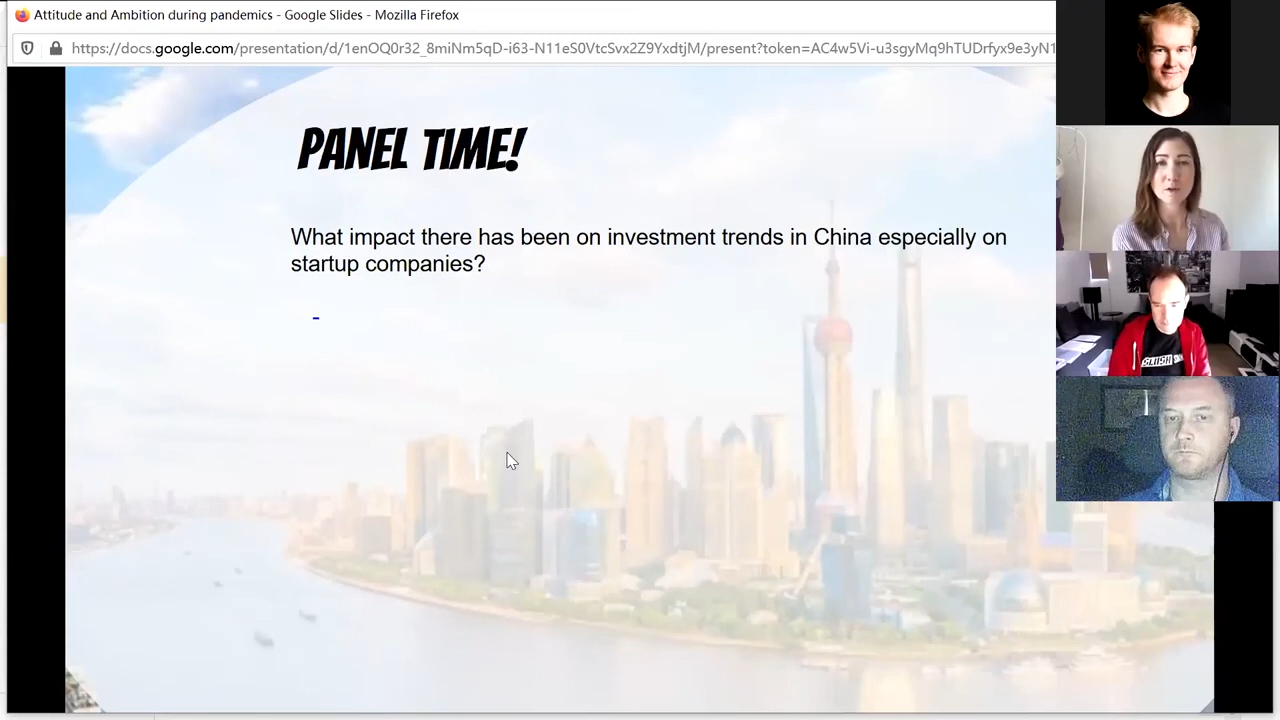 Attitude and Ambition during pandemics - Google Slides - Mozilla Firefox
https://docs.google.com/presentation/d/1enOQ0r32_8miNm5qD-i63-N11eS0VtcSvx2Z9YxdtjM/present?token=AC4w5Vi-u3sgyMq9hTUDrfyx9e3yN1
PANEL TIME!
What impact there has been on investment trends in China especially on
startup companies?
-
SLUSH